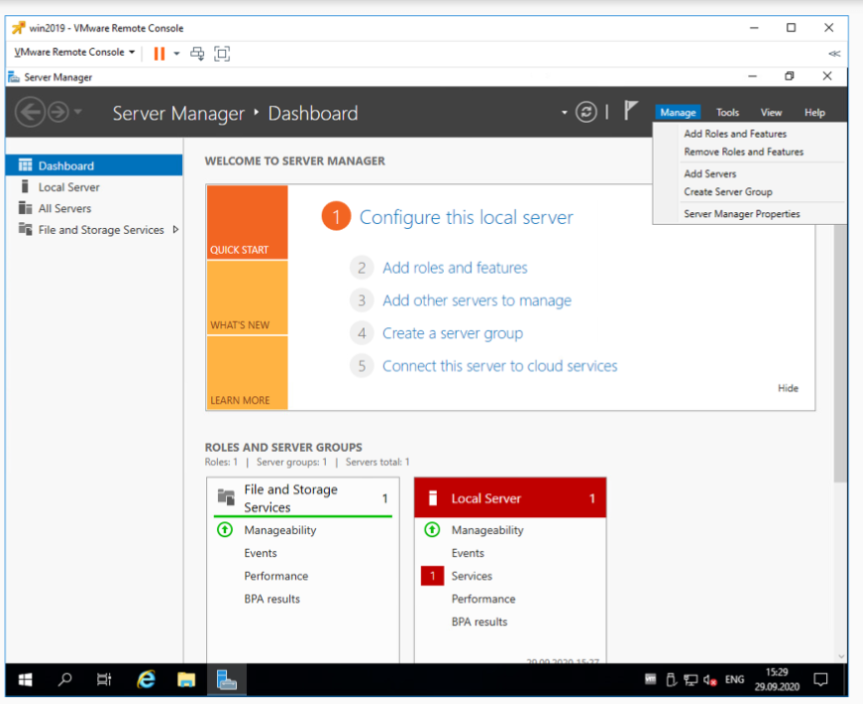 win2019 - VMware Remote Console
VMware Remote Console
Server Manager
Server Manager • Dashboard
Manage Tools View Help
Add Roles and Features
Remove Roles and Features
Add Servers
Create Server Group
Server Manager Properties
Dashboard
Local Server
All Servers
File and Storage Services
WELCOME TO SERVER MANAGER
QUICK START
WHAT'S NEW
LEARN MORE
1 Configure this local server
2 Add roles and features
3 Add other servers to manage
4 Create a server group
5 Connect this server to cloud services
Hide
ROLES AND SERVER GROUPS
Roles: 1 | Server groups: 1 | Servers total: 1
File and Storage
Services
1
Manageability
Events
Performance
BPA results
Local Server 1
Manageability
Events
1 Services
Performance
BPA results
29.09.2020 15:27
ENG
15:29
29.09.2020